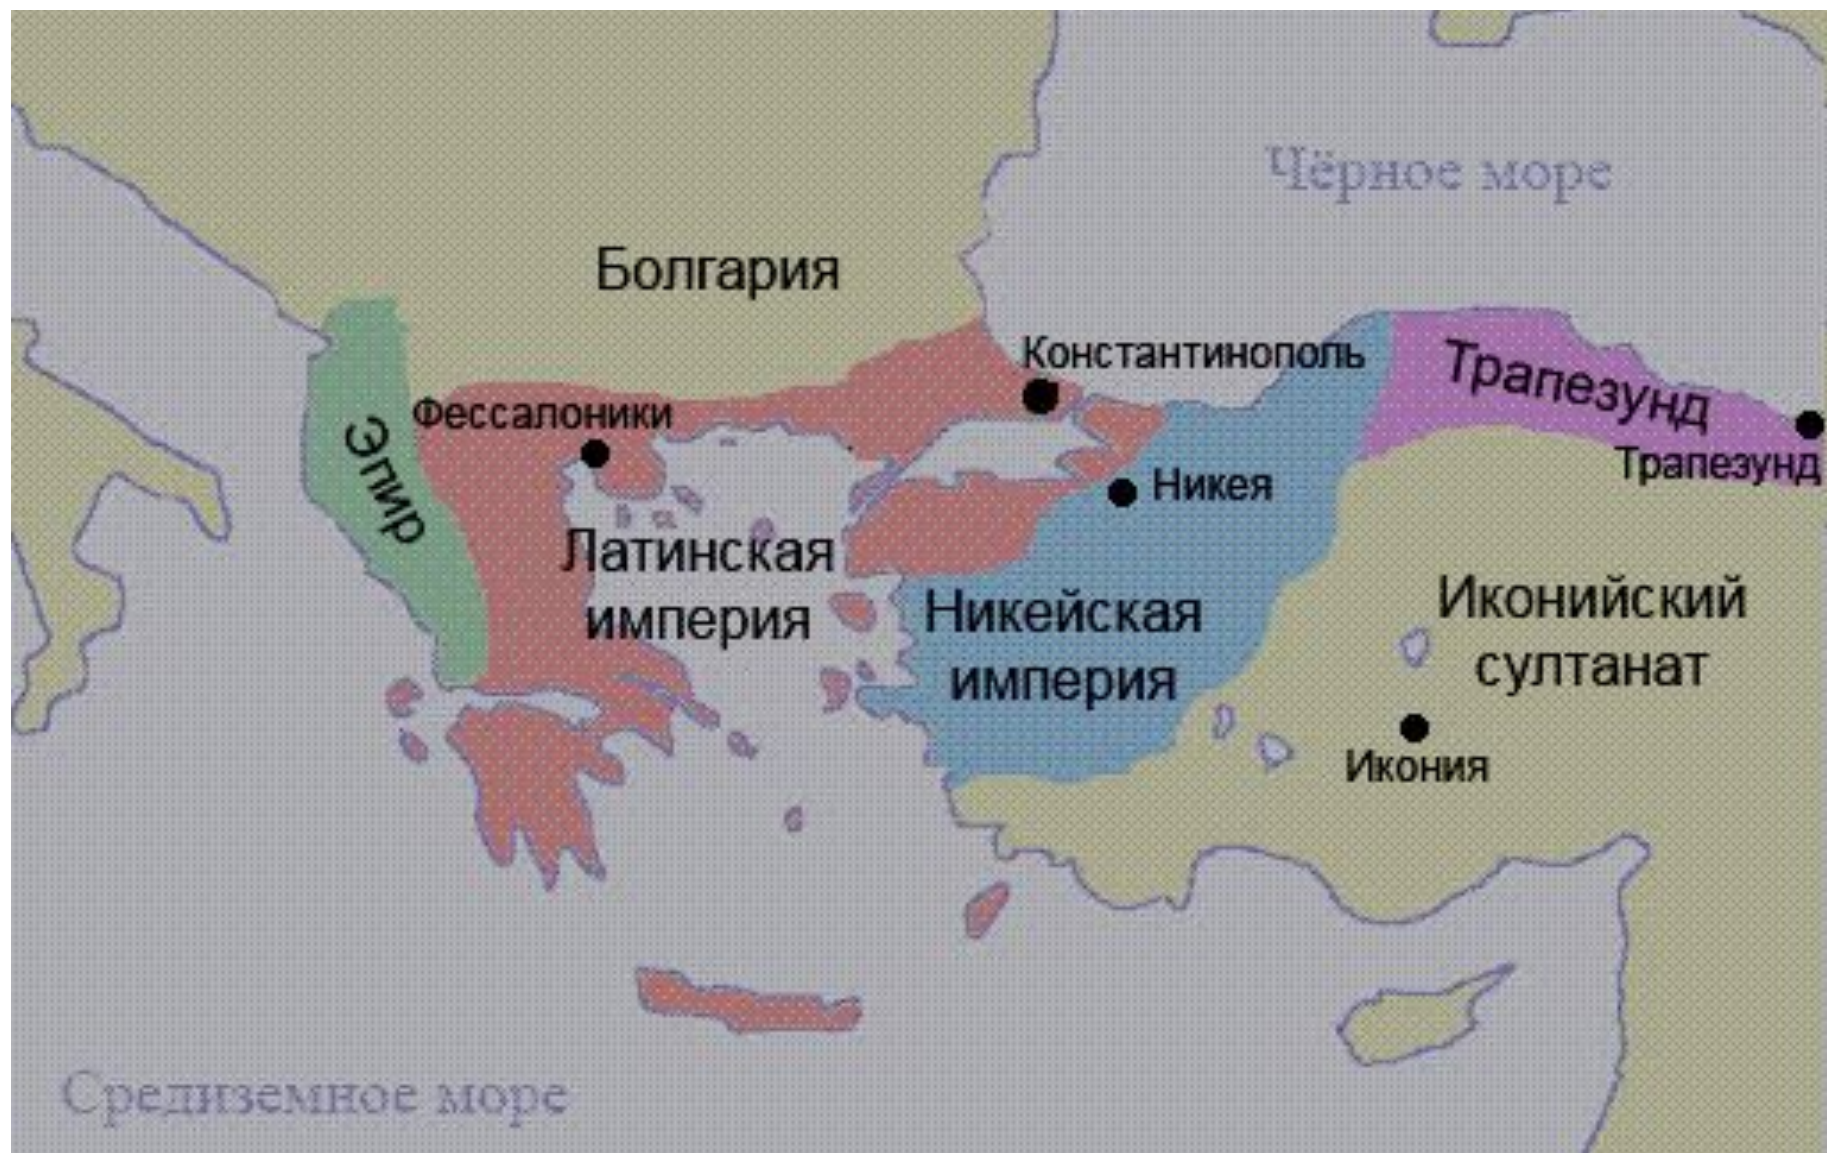 Чёрное море
Болгария
Константинополь
Трапезунд
Фессалоники
Эпир
Трапезунд
Никея
Латинская
империя
Никейская
империя
Иконийский
султанат
Икония
Средиземное море